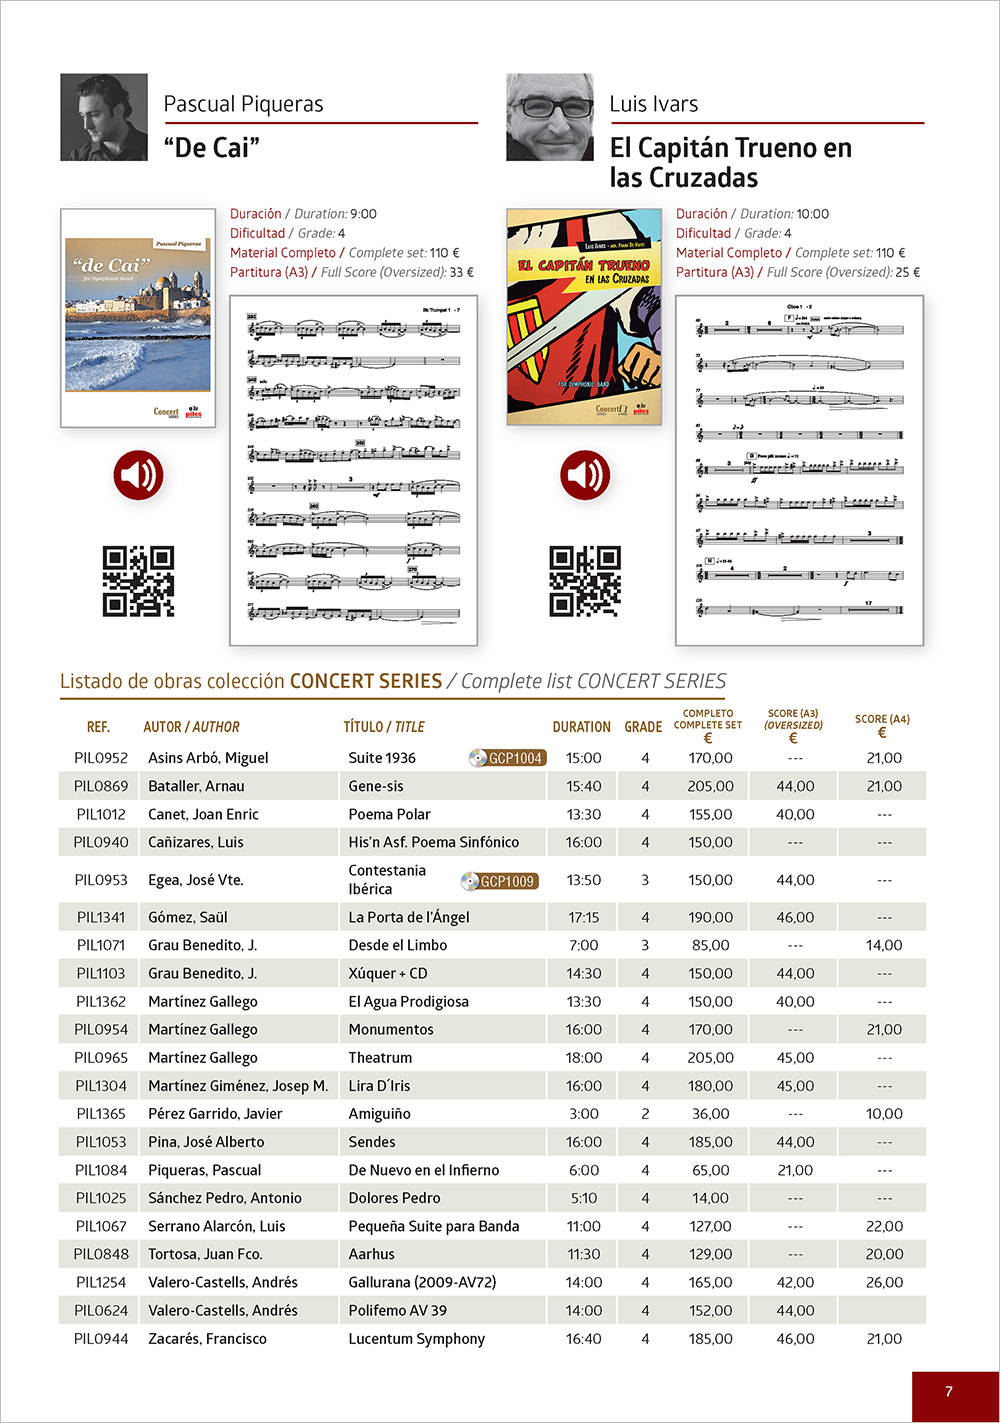 Pascual Piqueras
“De Cai”
Duración / Duration: 9:00
Dificultad / Grade: 4
Material Completo / Complete set: 110 €
Partitura (A3) / Full Score (Oversized): 33 €
Pascual Piqueras
“de Cai”
for Symphonic Band
Concert
SERIES
piles
Bb Trumpet 1 - 7
Luis Ivars
El Capitán Trueno en
las Cruzadas
Duración / Duration: 10:00
Dificultad / Grade: 4
Material Completo / Complete set: 110 €
Partitura (A3) / Full Score (Oversized): 25 €
EL CAPITÁN TRUENO
EN LAS CRUZADAS
FOR SYMPHONIC BAND
Concert
SERIES
piles
Oboe 1 - 2
Listado de obras colección CONCERT SERIES / Complete list CONCERT SERIES
REF. AUTOR / AUTHOR TÍTULO / TITLE DURATION GRADE COMPLETO COMPLETE SET € SCORE (A3) (OVERSIZED) € SCORE (A4) €
PIL0952 Asins Arbó, Miguel Suite 1936 GCP1004 15:00 4 170,00 --- 21,00
PIL0869 Bataller, Arnau Gene-sis 15:40 4 205,00 44,00 21,00
PIL1012 Canet, Joan Enric Poema Polar 13:30 4 155,00 40,00 ---
PIL0940 Cañizares, Luis His’n Asf. Poema Sinfónico 16:00 4 150,00 --- ---
PIL0953 Egea, José Vte. Contestania Ibérica GCP1009 13:50 3 150,00 44,00 ---
PIL1341 Gómez, Saül La Porta de l’Ángel 17:15 4 190,00 46,00 ---
PIL1071 Grau Benedito, J. Desde el Limbo 7:00 3 85,00 --- 14,00
PIL1103 Grau Benedito, J. Xúquer + CD 14:30 4 150,00 44,00 ---
PIL1362 Martínez Gallego El Agua Prodigiosa 13:30 4 150,00 40,00 ---
PIL0954 Martínez Gallego Monumentos 16:00 4 170,00 --- 21,00
PIL0965 Martínez Gallego Theatrum 18:00 4 205,00 45,00 ---
PIL1304 Martínez Giménez, Josep M. Lira D´Iris 16:00 4 180,00 45,00 ---
PIL1365 Pérez Garrido, Javier Amiguiño 3:00 2 36,00 --- 10,00
PIL1053 Pina, José Alberto Sendes 16:00 4 185,00 44,00 ---
PIL1084 Piqueras, Pascual De Nuevo en el Infierno 6:00 4 65,00 21,00 ---
PIL1025 Sánchez Pedro, Antonio Dolores Pedro 5:10 4 14,00 --- ---
PIL1067 Serrano Alarcón, Luis Pequeña Suite para Banda 11:00 4 127,00 --- 22,00
PIL0848 Tortosa, Juan Fco. Aarhus 11:30 4 129,00 --- 20,00
PIL1254 Valero-Castells, Andrés Gallurana (2009-AV72) 14:00 4 165,00 42,00 26,00
PIL0624 Valero-Castells, Andrés Polifemo AV 39 14:00 4 152,00 44,00
PIL0944 Zacarés, Francisco Lucentum Symphony 16:40 4 185,00 46,00 21,00
7